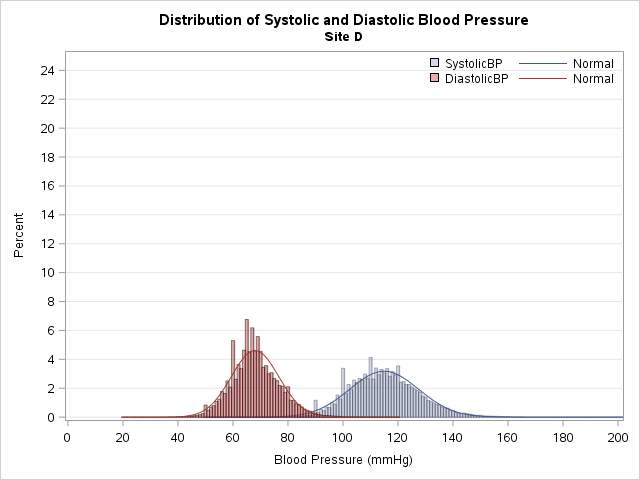 Distribution of Systolic and Diastolic Blood Pressure
Site D
SystolicBP Normal
DiastolicBP Normal
24
22
20
18
16
14
12
10
8
6
4
2
0
Percent
0 20 40 60 80 100 120 140 160 180 200
Blood Pressure (mmHg)